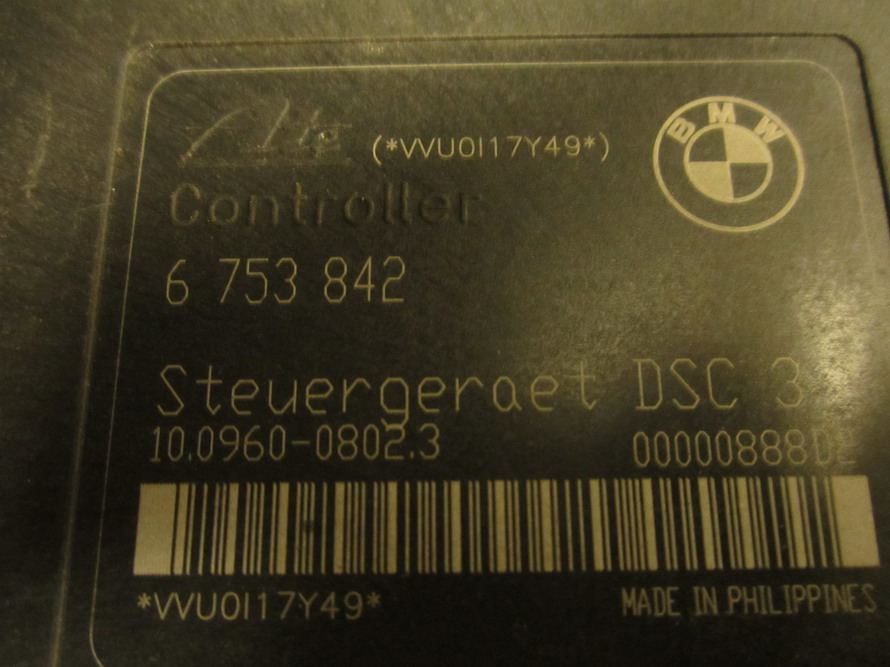 Ate (*VVU0I17Y49*)
BMW
Controller
6 753 842
Steuergeraet DSC 3
10.0960-0802.3 00000888D2
*VVU0I17Y49*
MADE IN PHILIPPINES